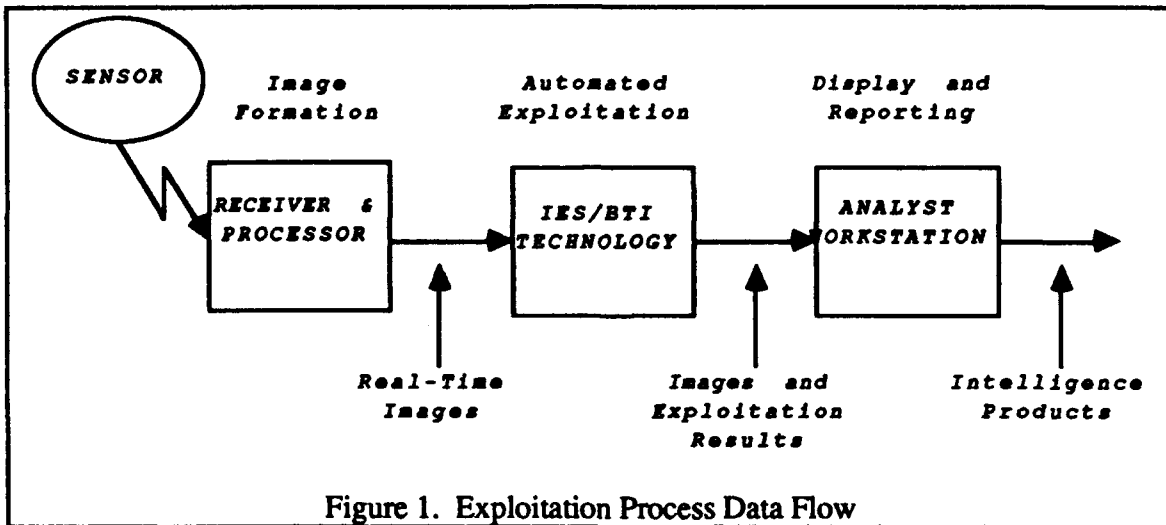 SENSOR
Image
Formation
Automated
Exploitation
Display and
Reporting
RECEIVER &
PROCESSOR
IES/BTI
TECHNOLOGY
ANALYST
WORKSTATION
Real-Time
Images
Images and
Exploitation
Results
Intelligence
Products
Figure 1. Exploitation Process Data Flow